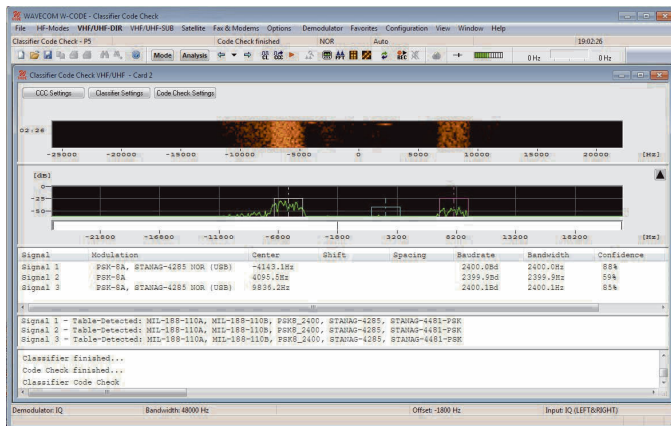 WAVECOM W-CODE - Classifier Code Check
File HF-Modes VHF/UHF-DIR VHF/UHF-SUB Satellite Fax & Modems Options Demodulator Favorites Configuration View Window Help
Classifier Code Check - P5 Code Check finished NOR Auto 19:02:26
Mode Analysis 0 Hz 0 Hz
Classifier Code Check VHF/UHF - Card 2
CCC Settings Classifier Settings Code Check Settings
02:26
-25000 -20000 -15000 -10000 -5000 0 5000 10000 15000 20000 [Hz]
[dB]
0
-25
-50
-21800 -16800 -11800 -6800 -1800 3200 8200 13200 18200 [Hz]
Signal Modulation Center Shift Spacing Baudrate Bandwidth Confidence
Signal 1 PSK-8A, STANAG-4285 NOR (USB) -4143.1Hz 2400.0Bd 2400.0Hz 88%
Signal 2 PSK-8A 4095.5Hz 2399.9Bd 2399.9Hz 59%
Signal 3 PSK-8A, STANAG-4285 NOR (USB) 9836.2Hz 2400.1Bd 2400.1Hz 85%
Signal 1 - Table-Detected: MIL-188-110A, MIL-188-110B, PSK8_2400, STANAG-4285, STANAG-4481-PSK
Signal 2 - Table-Detected: MIL-188-110A, MIL-188-110B, PSK8_2400, STANAG-4285, STANAG-4481-PSK
Signal 3 - Table-Detected: MIL-188-110A, MIL-188-110B, PSK8_2400, STANAG-4285, STANAG-4481-PSK
Classifier finished...
Code Check finished...
Classifier Code Check
Demodulator: IQ Bandwidth: 48000 Hz Offset: -1800 Hz Input: IQ (LEFT&RIGHT)